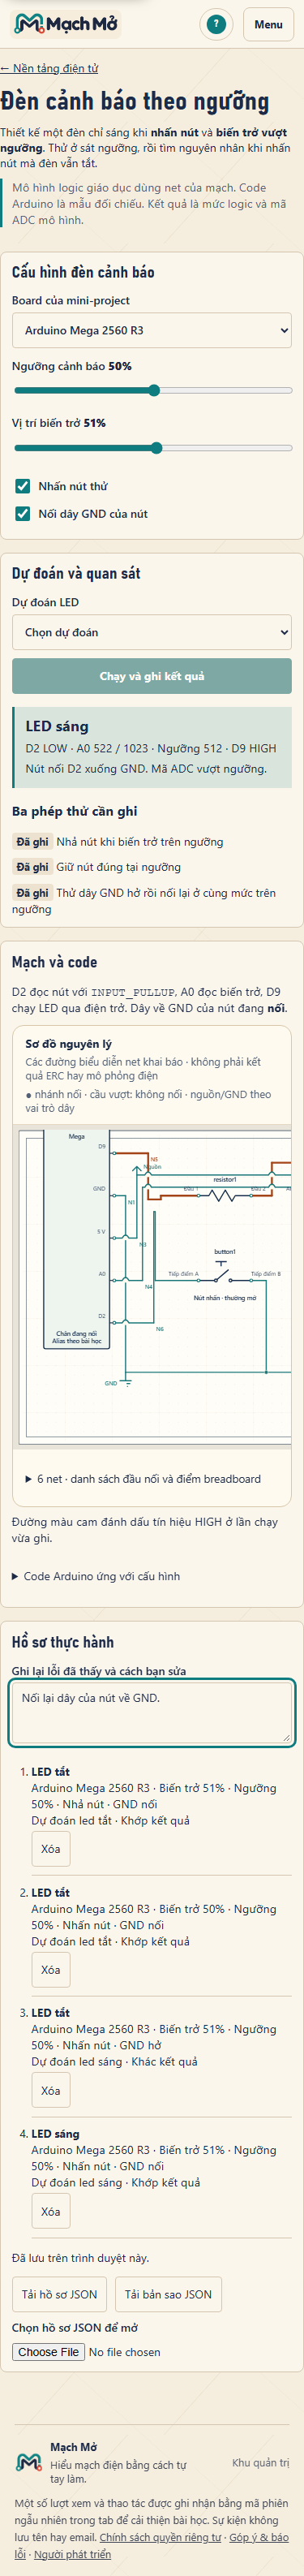 Mạch Mở
?
Menu
← Nền tảng điện tử
Đèn cảnh báo theo ngưỡng
Thiết kế một đèn chỉ sáng khi nhấn nút và biến trở vượt
ngưỡng. Thử ở sát ngưỡng, rồi tìm nguyên nhân khi nhấn
nút mà đèn vẫn tắt.
Mô hình logic giáo dục dùng net của mạch. Code
Arduino là mẫu đối chiếu. Kết quả là mức logic và mã
ADC mô hình.
Cấu hình đèn cảnh báo
Board của mini-project
Arduino Mega 2560 R3
Ngưỡng cảnh báo 50%
Vị trí biến trở 51%
Nhấn nút thử
Nối dây GND của nút
Dự đoán và quan sát
Dự đoán LED
Chọn dự đoán
Chạy và ghi kết quả
LED sáng
D2 LOW · A0 522 / 1023 · Ngưỡng 512 · D9 HIGH
Nút nối D2 xuống GND. Mã ADC vượt ngưỡng.
Ba phép thử cần ghi
Đã ghi Nhả nút khi biến trở trên ngưỡng
Đã ghi Giữ nút đúng tại ngưỡng
Đã ghi Thử dây GND hở rồi nối lại ở cùng mức trên
ngưỡng
Mạch và code
D2 đọc nút với INPUT_PULLUP, A0 đọc biến trở, D9
chạy LED qua điện trở. Dây về GND của nút đang nối.
Sơ đồ nguyên lý
Các đường biểu diễn net khai báo · không phải kết
quả ERC hay mô phỏng điện
● nhánh nối · cầu vượt: không nối · nguồn/GND theo
vai trò dây
Mega
D9
N5
Nguồn
resistor1
Đầu 1
Đầu 2
GND
N1
5 V
N3
button1
A0
Tiếp điểm A
Tiếp điểm B
N4
Nút nhấn · thường mở
D2
N6
Chân đang nối
Alias theo bài học
GND
▶ 6 net · danh sách đầu nối và điểm breadboard
Đường màu cam đánh dấu tín hiệu HIGH ở lần chạy
vừa ghi.
▶ Code Arduino ứng với cấu hình
Hồ sơ thực hành
Ghi lại lỗi đã thấy và cách bạn sửa
Nối lại dây của nút về GND.
1. LED tắt
Arduino Mega 2560 R3 · Biến trở 51% · Ngưỡng
50% · Nhả nút · GND nối
Dự đoán led tắt · Khớp kết quả
Xóa
2. LED tắt
Arduino Mega 2560 R3 · Biến trở 50% · Ngưỡng
50% · Nhấn nút · GND nối
Dự đoán led tắt · Khớp kết quả
Xóa
3. LED tắt
Arduino Mega 2560 R3 · Biến trở 51% · Ngưỡng
50% · Nhấn nút · GND hở
Dự đoán led sáng · Khác kết quả
Xóa
4. LED sáng
Arduino Mega 2560 R3 · Biến trở 51% · Ngưỡng
50% · Nhấn nút · GND nối
Dự đoán led sáng · Khớp kết quả
Xóa
Đã lưu trên trình duyệt này.
Tải hồ sơ JSON
Tải bản sao JSON
Chọn hồ sơ JSON để mở
Choose File No file chosen
Mạch Mở
Hiểu mạch điện bằng cách tự
tay làm.
Khu quản trị
Một số lượt xem và thao tác được ghi nhận bằng mã phiên
ngẫu nhiên trong tab để cải thiện bài học. Sự kiện không
lưu tên hay email. Chính sách quyền riêng tư · Góp ý & báo
lỗi · Người phát triển